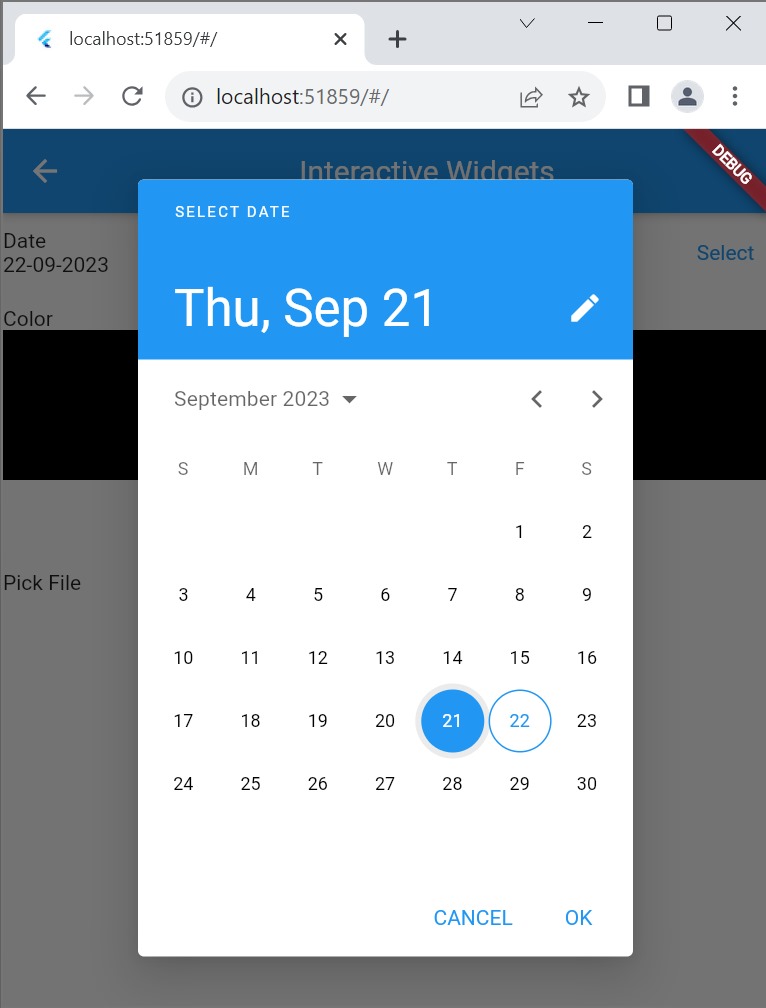 localhost:51859/#/
localhost:51859/#/
Interactive Widgets
DEBUG
Date
22-09-2023
Select
Color
Pick File
SELECT DATE
Thu, Sep 21
September 2023
S M T W T F S
1 2
3 4 5 6 7 8 9
10 11 12 13 14 15 16
17 18 19 20 21 22 23
24 25 26 27 28 29 30
CANCEL OK